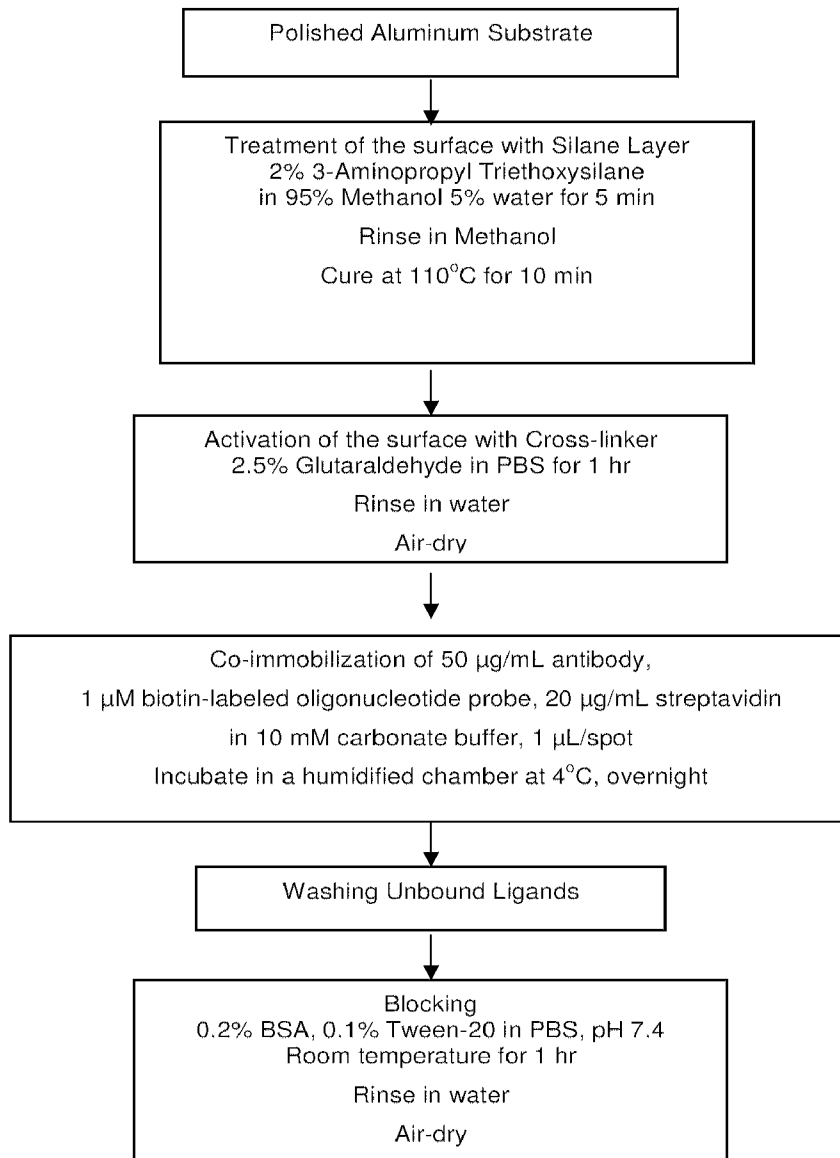 Polished Aluminum Substrate
Treatment of the surface with Silane Layer
2% 3-Aminopropyl Triethoxysilane
in 95% Methanol 5% water for 5 min
Rinse in Methanol
Cure at 110°C for 10 min
Activation of the surface with Cross-linker
2.5% Glutaraldehyde in PBS for 1 hr
Rinse in water
Air-dry
Co-immobilization of 50 µg/mL antibody,
1 µM biotin-labeled oligonucleotide probe, 20 µg/mL streptavidin
in 10 mM carbonate buffer, 1 µL/spot
Incubate in a humidified chamber at 4°C, overnight
Washing Unbound Ligands
Blocking
0.2% BSA, 0.1% Tween-20 in PBS, pH 7.4
Room temperature for 1 hr
Rinse in water
Air-dry